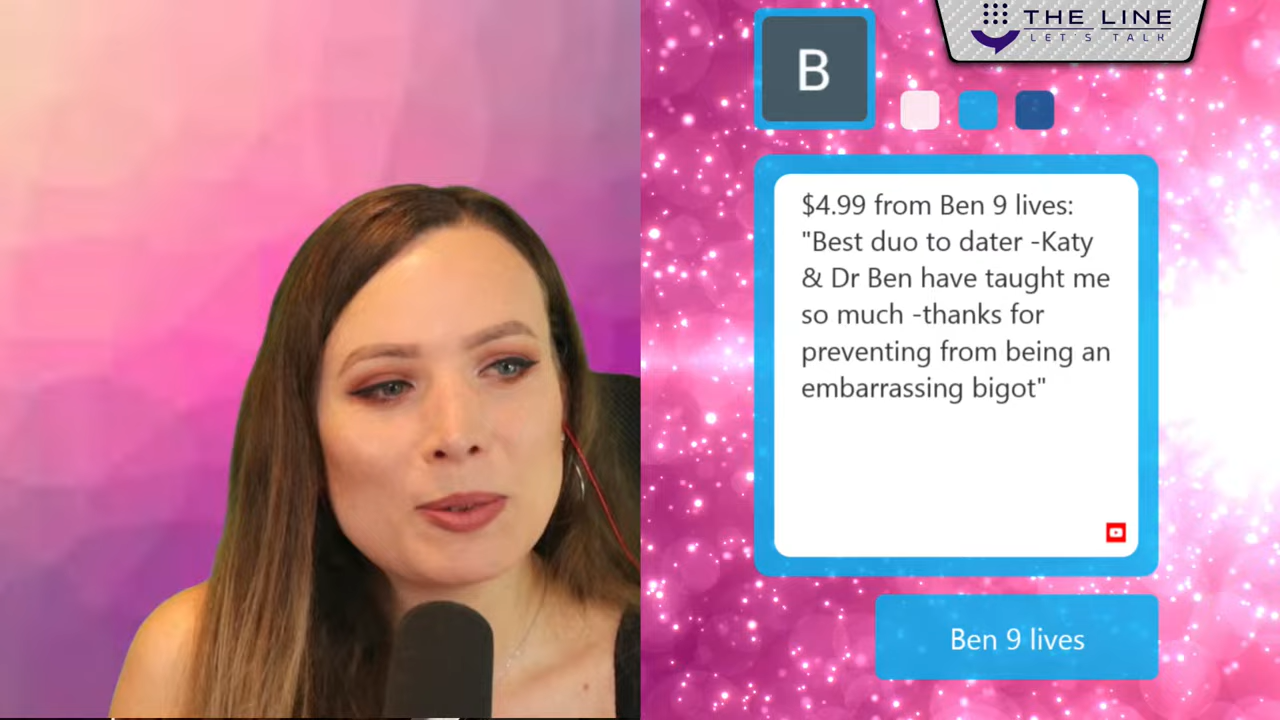 THE LINE
LET'S TALK
B
$4.99 from Ben 9 lives:
"Best duo to dater -Katy
& Dr Ben have taught me
so much -thanks for
preventing from being an
embarrassing bigot"
Ben 9 lives